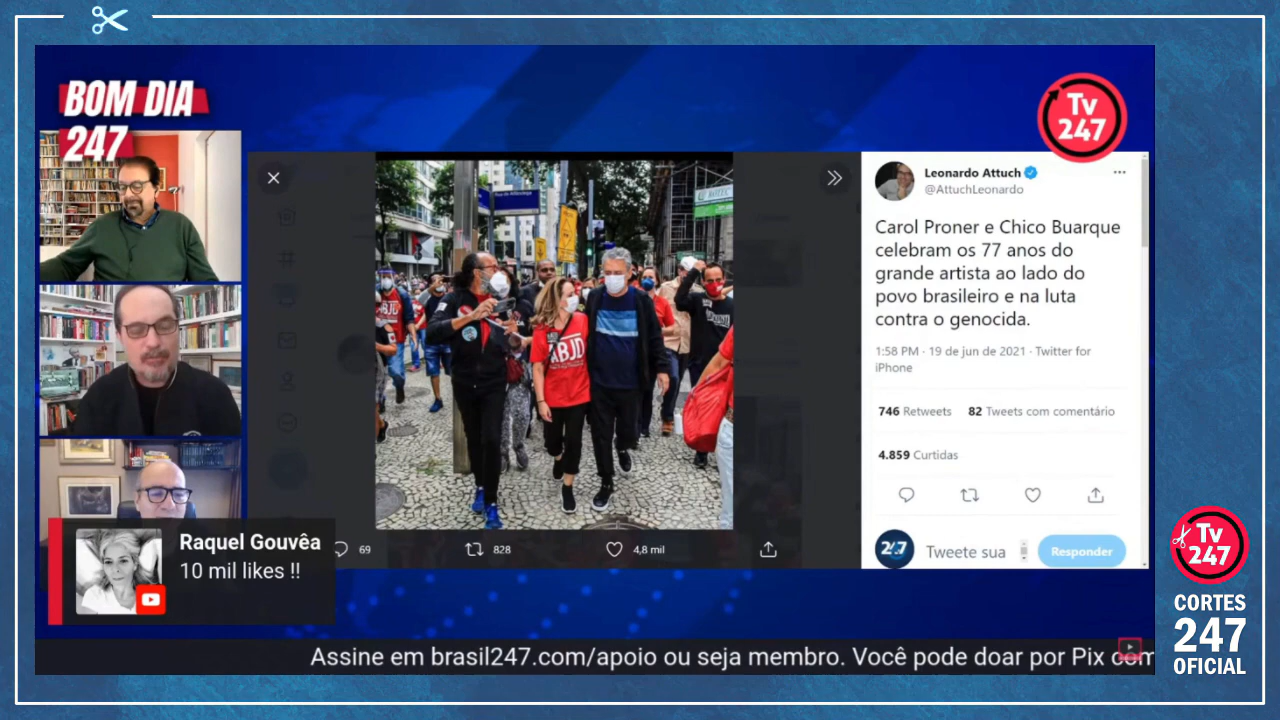 BOM DIA
247
Tv
247
Leonardo Attuch
@AttuchLeonardo
Carol Proner e Chico Buarque
celebram os 77 anos do
grande artista ao lado do
povo brasileiro e na luta
contra o genocida.
1:58 PM · 19 de jun de 2021 · Twitter for
iPhone
746 Retweets 82 Tweets com comentário
4.859 Curtidas
ABJD
69 828 4,8 mil
247 Tweete sua Responder
Raquel Gouvêa
10 mil likes !!
Assine em brasil247.com/apoio ou seja membro. Você pode doar por Pix com
Tv
247
CORTES
247
OFICIAL